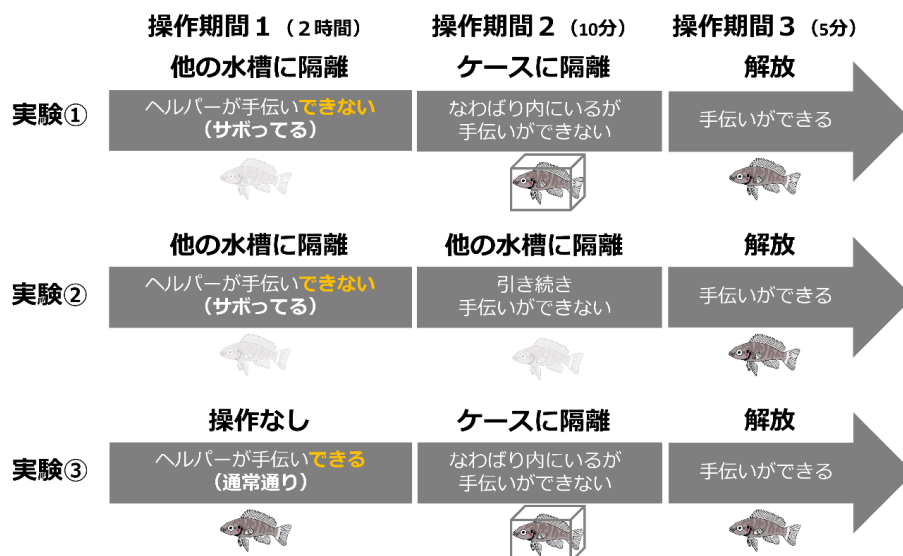 操作期間1（2時間） 操作期間2（10分） 操作期間3（5分）
他の水槽に隔離 ケースに隔離 解放
実験①
ヘルパーが手伝いできない
（サボってる）
なわばり内にいるが
手伝いができない
手伝いができる
他の水槽に隔離 他の水槽に隔離 解放
実験②
ヘルパーが手伝いできない
（サボってる）
引き続き
手伝いができない
手伝いができる
操作なし ケースに隔離 解放
実験③
ヘルパーが手伝いできる
（通常通り）
なわばり内にいるが
手伝いができない
手伝いができる